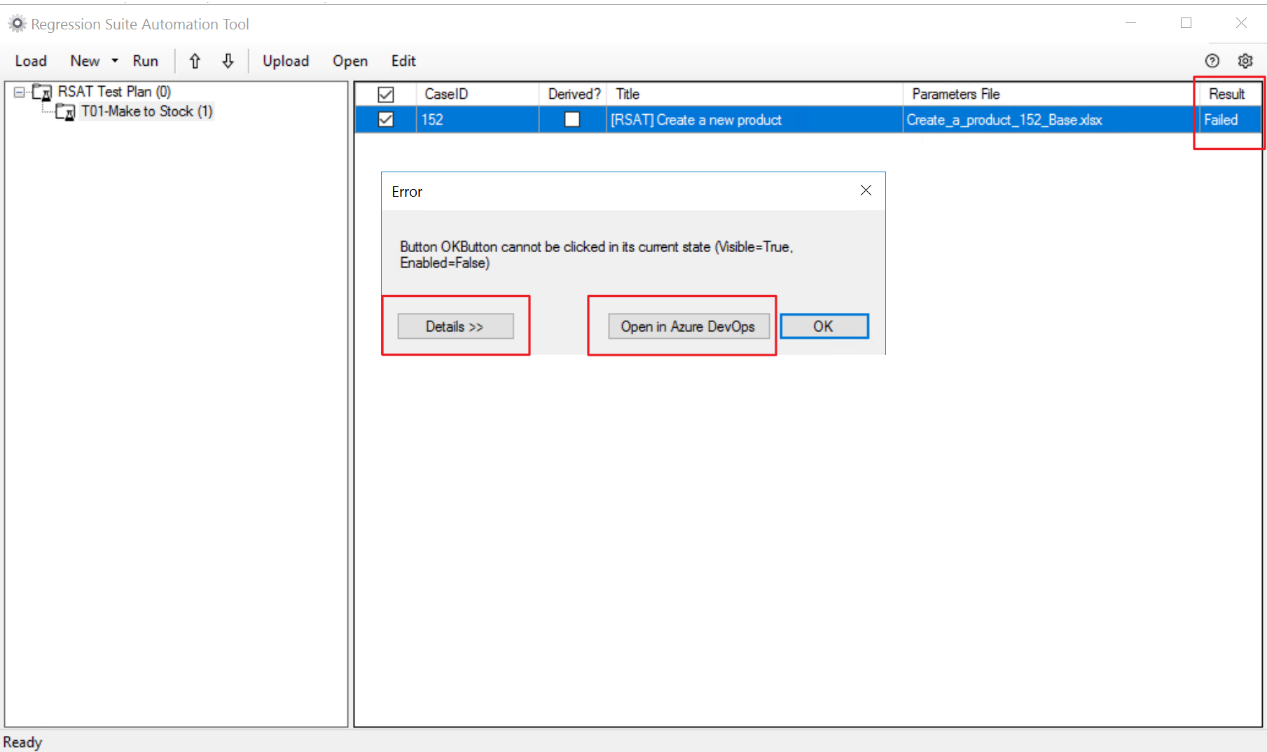 Regression Suite Automation Tool
Load New Run Upload Open Edit
RSAT Test Plan (0)
T01-Make to Stock (1)
CaseID Derived? Title Parameters File Result
152 [RSAT] Create a new product Create_a_product_152_Base.xlsx Failed
Error
Button OKButton cannot be clicked in its current state (Visible=True,
Enabled=False)
Details >> Open in Azure DevOps OK
Ready